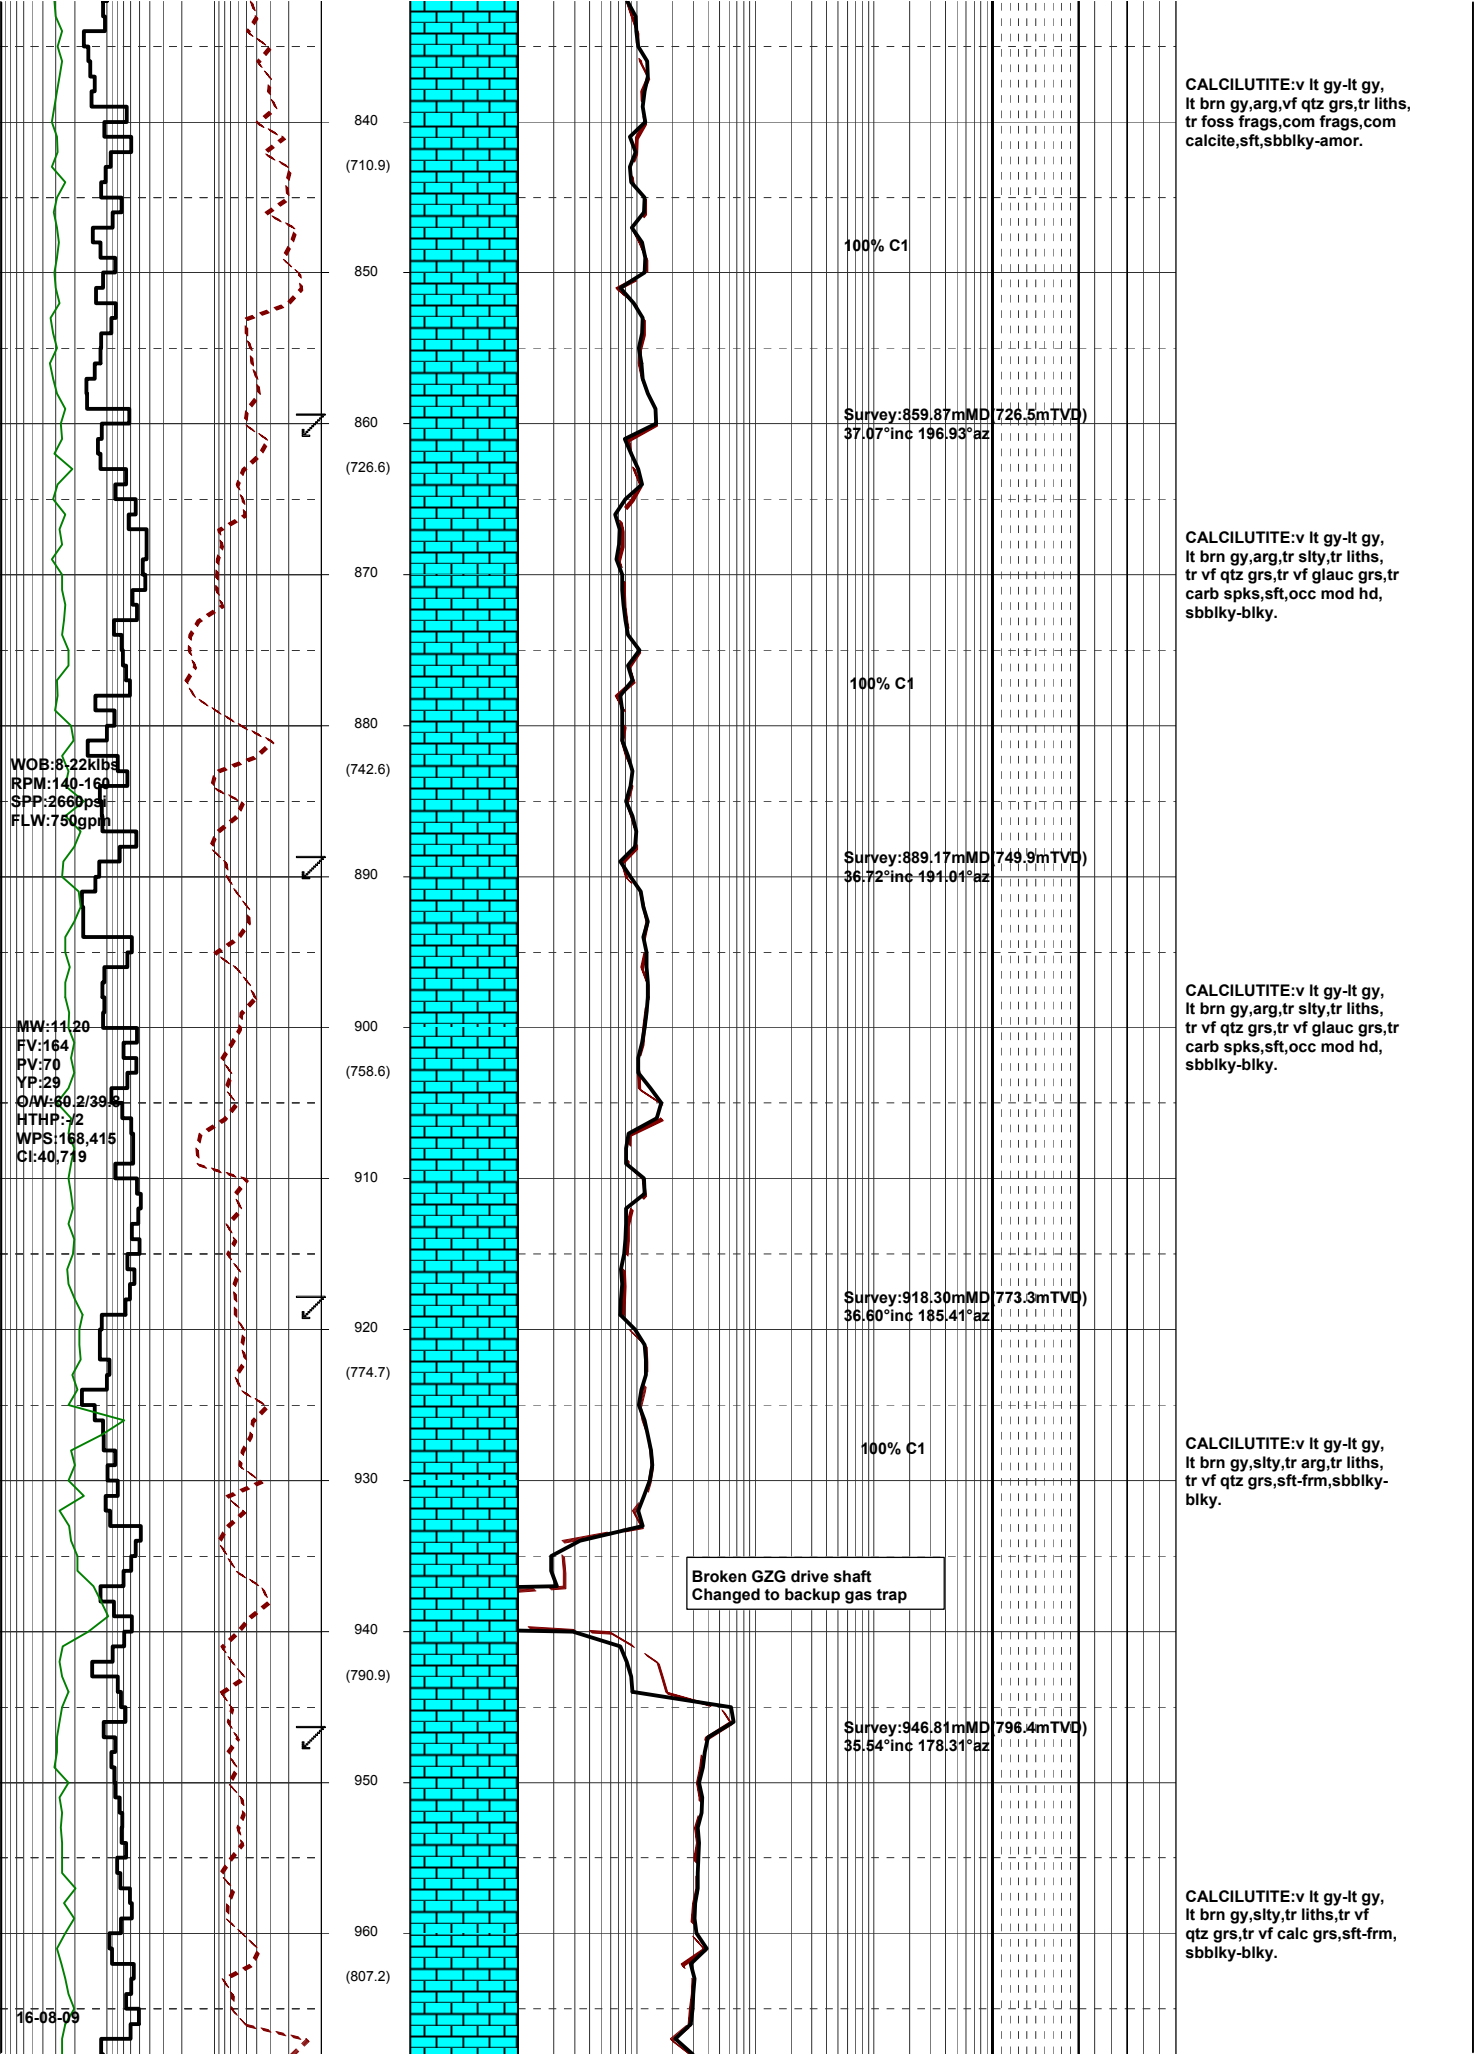 CALCILUTITE:v lt gy-lt gy,
lt brn gy,arg,vf qtz grs,tr liths,
tr foss frags,com frags,com
calcite,sft,sbblky-amor.
840
(710.9)
100% C1
850
Survey:859.87mMD(726.5mTVD)
37.07°inc 196.93°az
860
(726.6)
CALCILUTITE:v lt gy-lt gy,
lt brn gy,arg,tr slty,tr liths,
tr vf qtz grs,tr vf glauc grs,tr
carb spks,sft,occ mod hd,
sbblky-blky.
870
100% C1
880
(742.6)
WOB:8-22klbs
RPM:140-160
SPP:2660psi
FLW:750gpm
Survey:889.17mMD(749.9mTVD)
36.72°inc 191.01°az
890
CALCILUTITE:v lt gy-lt gy,
lt brn gy,arg,tr slty,tr liths,
tr vf qtz grs,tr vf glauc grs,tr
carb spks,sft,occ mod hd,
sbblky-blky.
900
(758.6)
MW:11.20
FV:164
PV:70
YP:29
O/W:60.2/39.8
HTHP:-/2
WPS:168,415
Cl:40,719
910
Survey:918.30mMD(773.3mTVD)
36.60°inc 185.41°az
920
(774.7)
100% C1
CALCILUTITE:v lt gy-lt gy,
lt brn gy,slty,tr arg,tr liths,
tr vf qtz grs,sft-frm,sbblky-
blky.
930
Broken GZG drive shaft
Changed to backup gas trap
940
(790.9)
Survey:946.81mMD(796.4mTVD)
35.54°inc 178.31°az
950
CALCILUTITE:v lt gy-lt gy,
lt brn gy,slty,tr liths,tr vf
qtz grs,tr vf calc grs,sft-frm,
sbblky-blky.
960
(807.2)
16-08-09